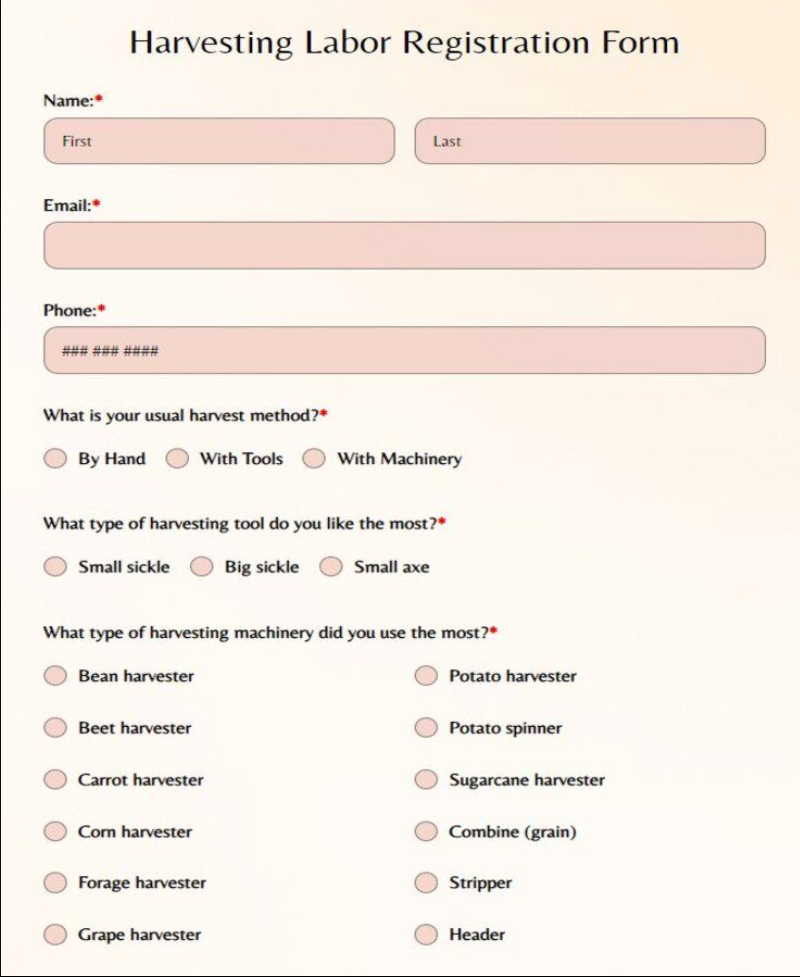 Harvesting Labor Registration Form
Name:*
First Last
Email:*
Phone:*
### ### ####
What is your usual harvest method?*
By Hand With Tools With Machinery
What type of harvesting tool do you like the most?*
Small sickle Big sickle Small axe
What type of harvesting machinery did you use the most?*
Bean harvester Potato harvester
Beet harvester Potato spinner
Carrot harvester Sugarcane harvester
Corn harvester Combine (grain)
Forage harvester Stripper
Grape harvester Header